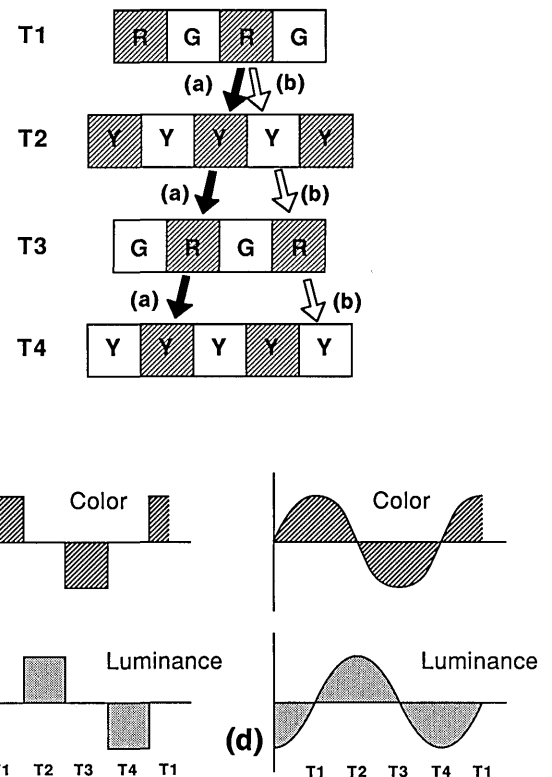 T1 R G R G
(a) (b)
T2 Y Y Y Y Y
(a) (b)
T3 G R G R
(a) (b)
T4 Y Y Y Y Y
Color Color
Luminance Luminance
(d)
T2 T3 T4 T1 T1 T2 T3 T4 T1